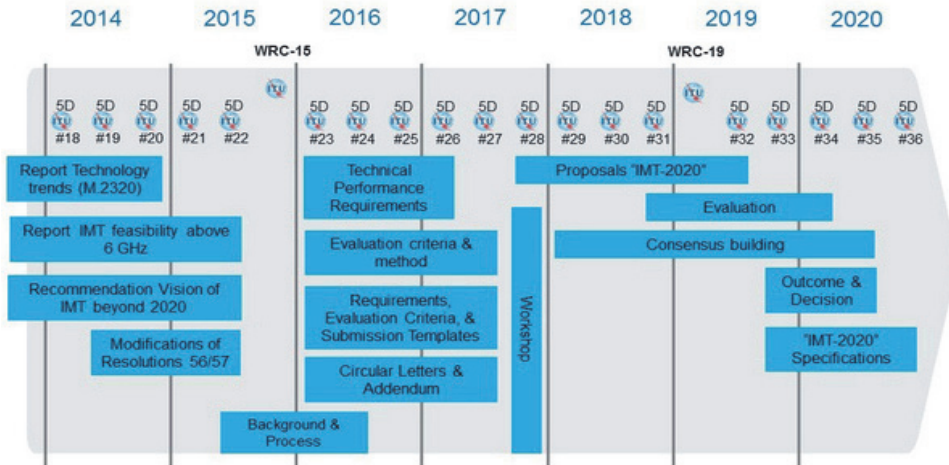 2014 2015 2016 2017 2018 2019 2020
WRC-15 WRC-19
5D 5D 5D 5D 5D 5D 5D 5D 5D 5D 5D 5D 5D 5D 5D 5D 5D 5D 5D
#18 #19 #20 #21 #22 #23 #24 #25 #26 #27 #28 #29 #30 #31 #32 #33 #34 #35 #36
Report Technology
trends (M.2320)
Technical
Performance
Requirements
Proposals "IMT-2020"
Evaluation
Report IMT feasibility above
6 GHz
Evaluation criteria &
method
Consensus building
Recommendation Vision of
IMT beyond 2020
Requirements,
Evaluation Criteria, &
Submission Templates
Workshop
Outcome &
Decision
Modifications of
Resolutions 56/57
Circular Letters &
Addendum
"IMT-2020"
Specifications
Background &
Process